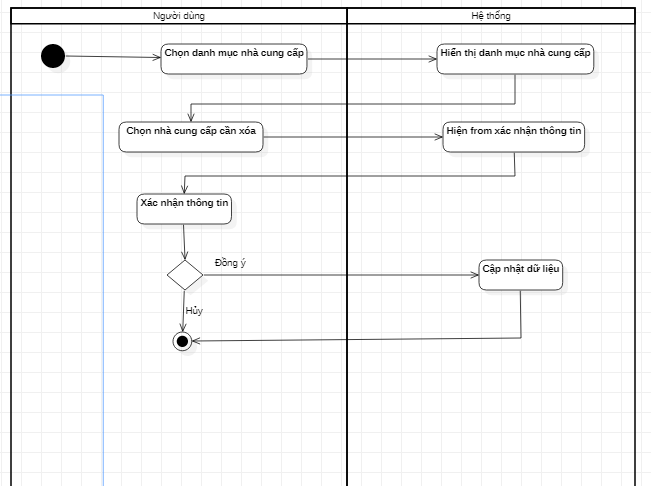 Người dùng
Hệ thống
Chọn danh mục nhà cung cấp
Hiển thị danh mục nhà cung cấp
Chọn nhà cung cấp cần xóa
Hiện from xác nhận thông tin
Xác nhận thông tin
Đồng ý
Cập nhật dữ liệu
Hủy